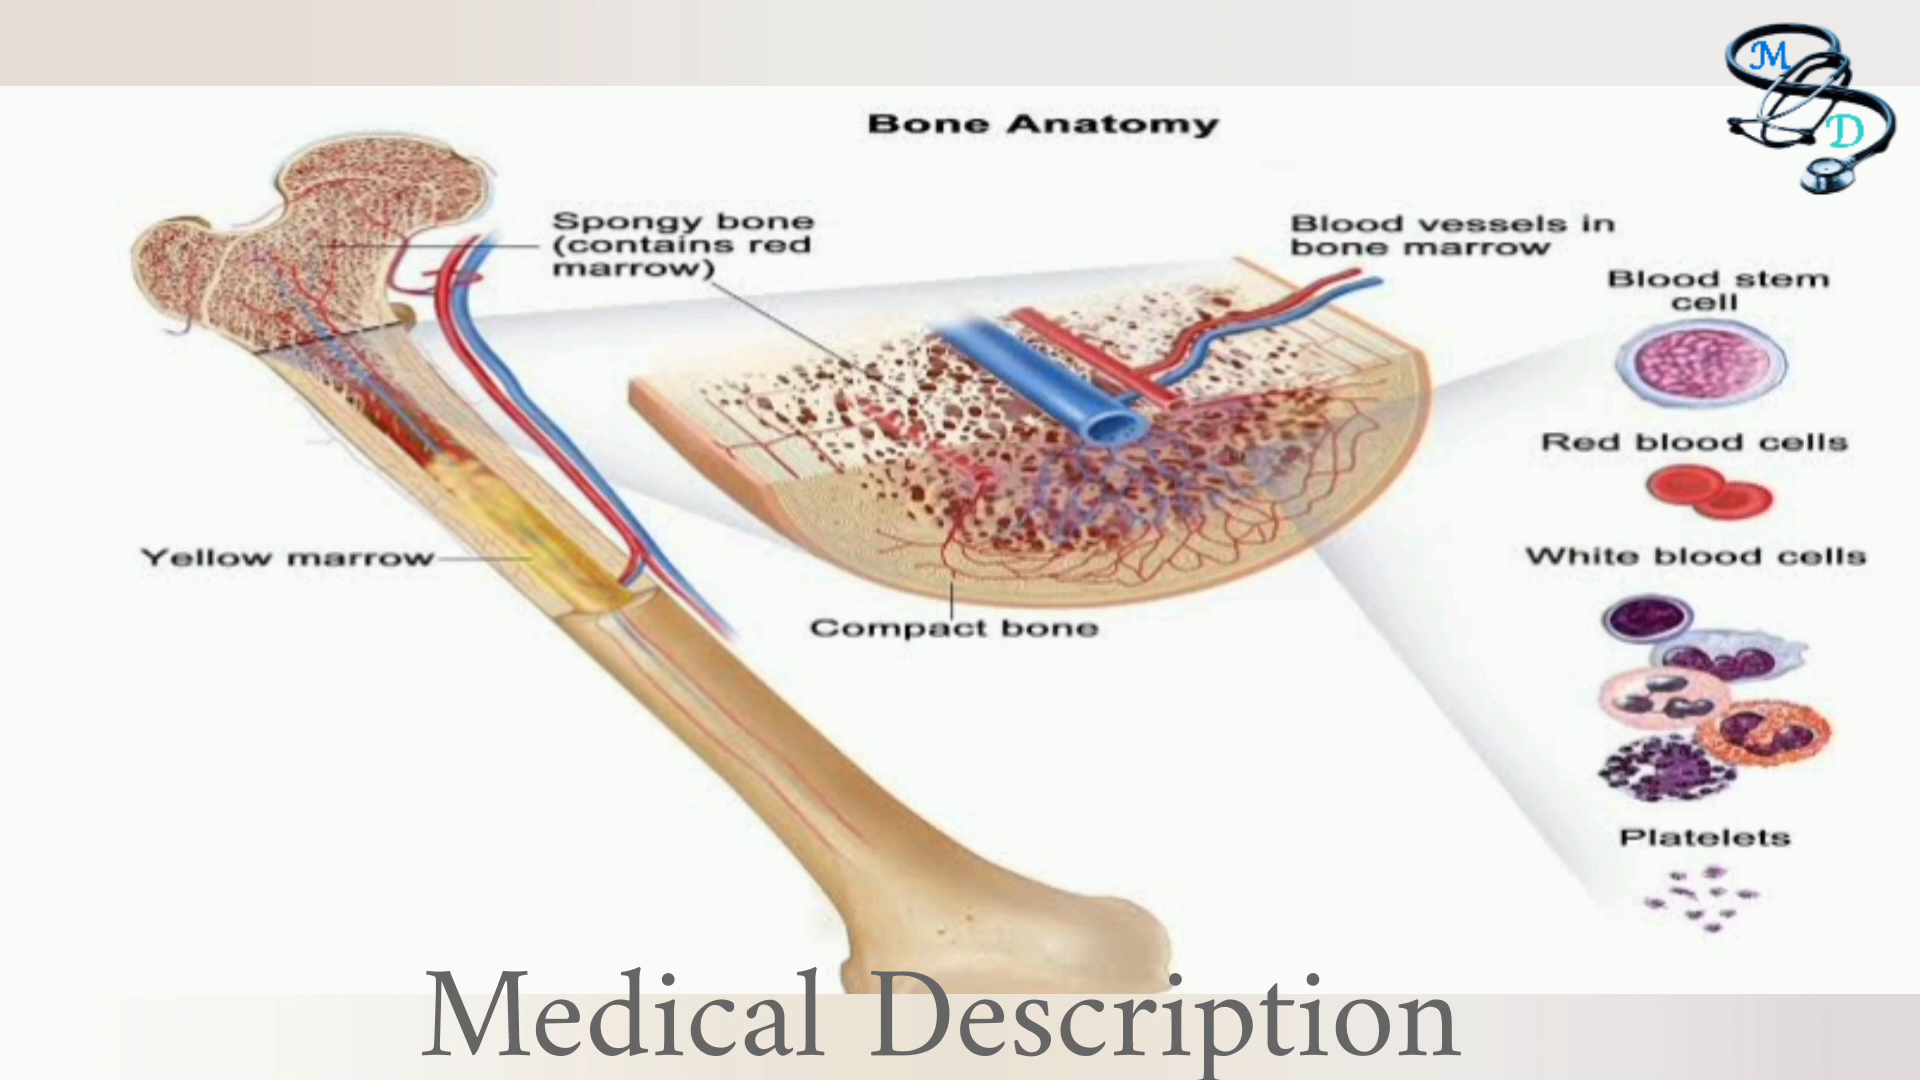 M
D
Bone Anatomy
Spongy bone
(contains red
marrow)
Blood vessels in
bone marrow
Blood stem
cell
Red blood cells
White blood cells
Yellow marrow
Compact bone
Platelets
Medical Description